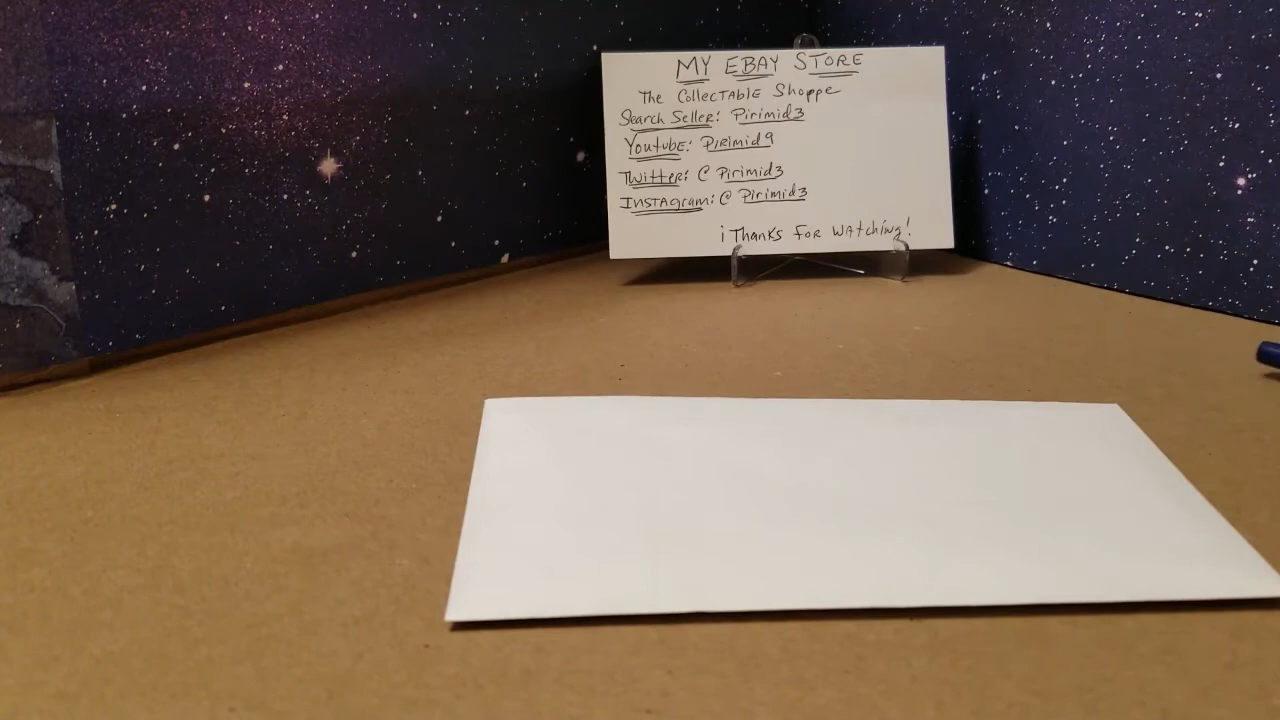 MY EBAY STORE
The CollecTABLE Shoppe
Search Seller: Pirimid3
Youtube: Pirimid9
Twitter: @ Pirimid3
INSTAgram: @ Pirimid3
¡Thanks For Watching!